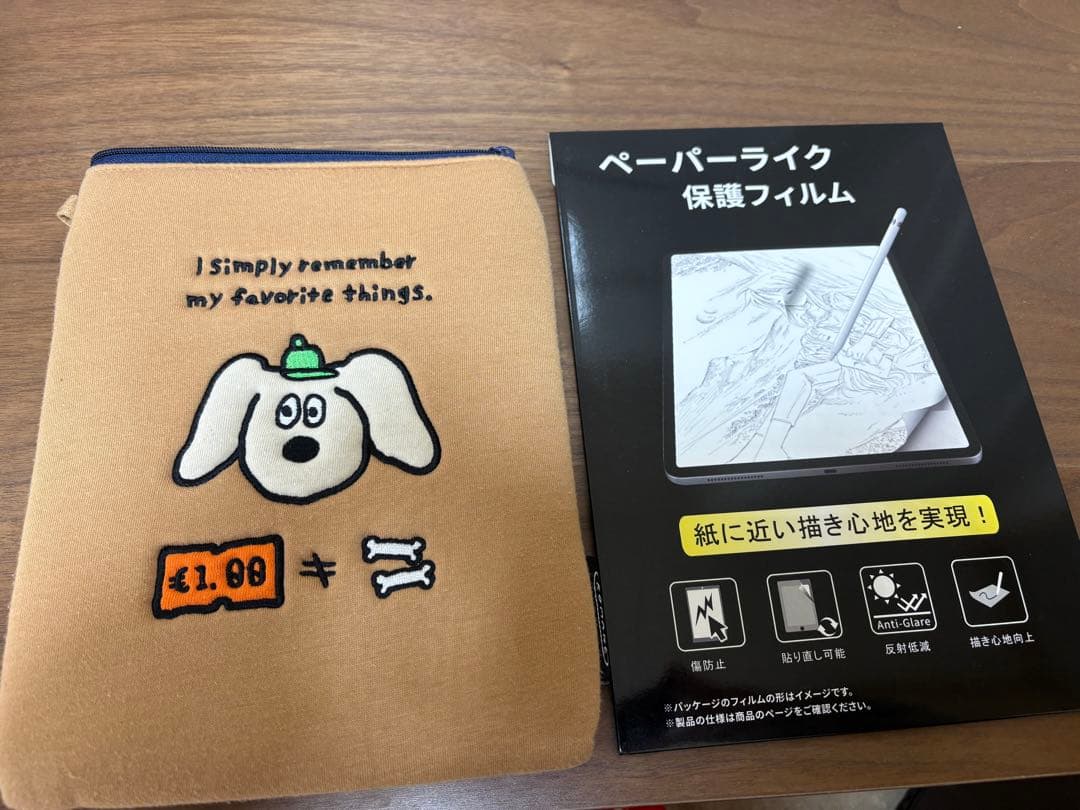 I simply remember
my favorite things.
€1.00 キ
ペーパーライク
保護フィルム
紙に近い描き心地を実現！
傷防止
貼り直し可能
Anti-Glare
反射低減
描き心地向上
※パッケージのフィルムの形はイメージです。
※製品の仕様は商品のページをご確認ください。